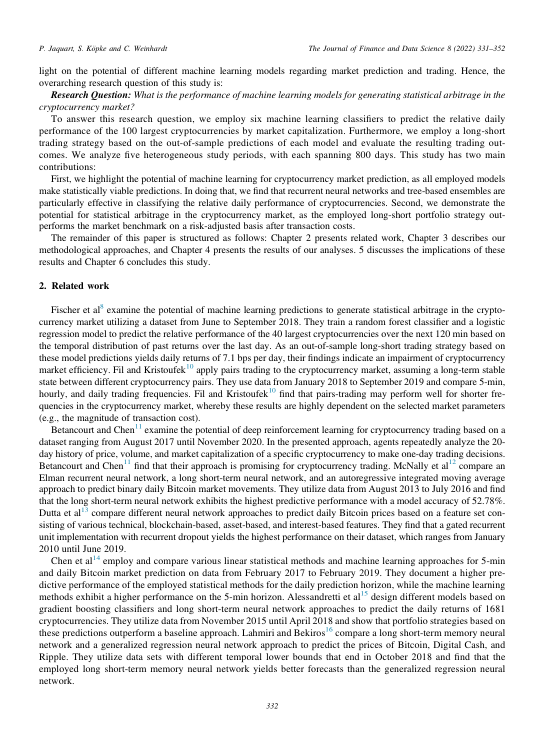 P. Jaquart, S. Köpke and C. Weinhardt The Journal of Finance and Data Science 8 (2022) 331–352
light on the potential of different machine learning models regarding market prediction and trading. Hence, the
overarching research question of this study is:
Research Question: What is the performance of machine learning models for generating statistical arbitrage in the
cryptocurrency market?
To answer this research question, we employ six machine learning classifiers to predict the relative daily
performance of the 100 largest cryptocurrencies by market capitalization. Furthermore, we employ a long-short
trading strategy based on the out-of-sample predictions of each model and evaluate the resulting trading out-
comes. We analyze five heterogeneous study periods, with each spanning 800 days. This study has two main
contributions:
First, we highlight the potential of machine learning for cryptocurrency market prediction, as all employed models
make statistically viable predictions. In doing that, we find that recurrent neural networks and tree-based ensembles are
particularly effective in classifying the relative daily performance of cryptocurrencies. Second, we demonstrate the
potential for statistical arbitrage in the cryptocurrency market, as the employed long-short portfolio strategy out-
performs the market benchmark on a risk-adjusted basis after transaction costs.
The remainder of this paper is structured as follows: Chapter 2 presents related work, Chapter 3 describes our
methodological approaches, and Chapter 4 presents the results of our analyses. 5 discusses the implications of these
results and Chapter 6 concludes this study.
2. Related work
Fischer et al8 examine the potential of machine learning predictions to generate statistical arbitrage in the crypto-
currency market utilizing a dataset from June to September 2018. They train a random forest classifier and a logistic
regression model to predict the relative performance of the 40 largest cryptocurrencies over the next 120 min based on
the temporal distribution of past returns over the last day. As an out-of-sample long-short trading strategy based on
these model predictions yields daily returns of 7.1 bps per day, their findings indicate an impairment of cryptocurrency
market efficiency. Fil and Kristoufek10 apply pairs trading to the cryptocurrency market, assuming a long-term stable
state between different cryptocurrency pairs. They use data from January 2018 to September 2019 and compare 5-min,
hourly, and daily trading frequencies. Fil and Kristoufek10 find that pairs-trading may perform well for shorter fre-
quencies in the cryptocurrency market, whereby these results are highly dependent on the selected market parameters
(e.g., the magnitude of transaction cost).
Betancourt and Chen11 examine the potential of deep reinforcement learning for cryptocurrency trading based on a
dataset ranging from August 2017 until November 2020. In the presented approach, agents repeatedly analyze the 20-
day history of price, volume, and market capitalization of a specific cryptocurrency to make one-day trading decisions.
Betancourt and Chen11 find that their approach is promising for cryptocurrency trading. McNally et al12 compare an
Elman recurrent neural network, a long short-term neural network, and an autoregressive integrated moving average
approach to predict binary daily Bitcoin market movements. They utilize data from August 2013 to July 2016 and find
that the long short-term neural network exhibits the highest predictive performance with a model accuracy of 52.78%.
Dutta et al13 compare different neural network approaches to predict daily Bitcoin prices based on a feature set con-
sisting of various technical, blockchain-based, asset-based, and interest-based features. They find that a gated recurrent
unit implementation with recurrent dropout yields the highest performance on their dataset, which ranges from January
2010 until June 2019.
Chen et al14 employ and compare various linear statistical methods and machine learning approaches for 5-min
and daily Bitcoin market prediction on data from February 2017 to February 2019. They document a higher pre-
dictive performance of the employed statistical methods for the daily prediction horizon, while the machine learning
methods exhibit a higher performance on the 5-min horizon. Alessandretti et al15 design different models based on
gradient boosting classifiers and long short-term neural network approaches to predict the daily returns of 1681
cryptocurrencies. They utilize data from November 2015 until April 2018 and show that portfolio strategies based on
these predictions outperform a baseline approach. Lahmiri and Bekiros16 compare a long short-term memory neural
network and a generalized regression neural network approach to predict the prices of Bitcoin, Digital Cash, and
Ripple. They utilize data sets with different temporal lower bounds that end in October 2018 and find that the
employed long short-term memory neural network yields better forecasts than the generalized regression neural
network.
332